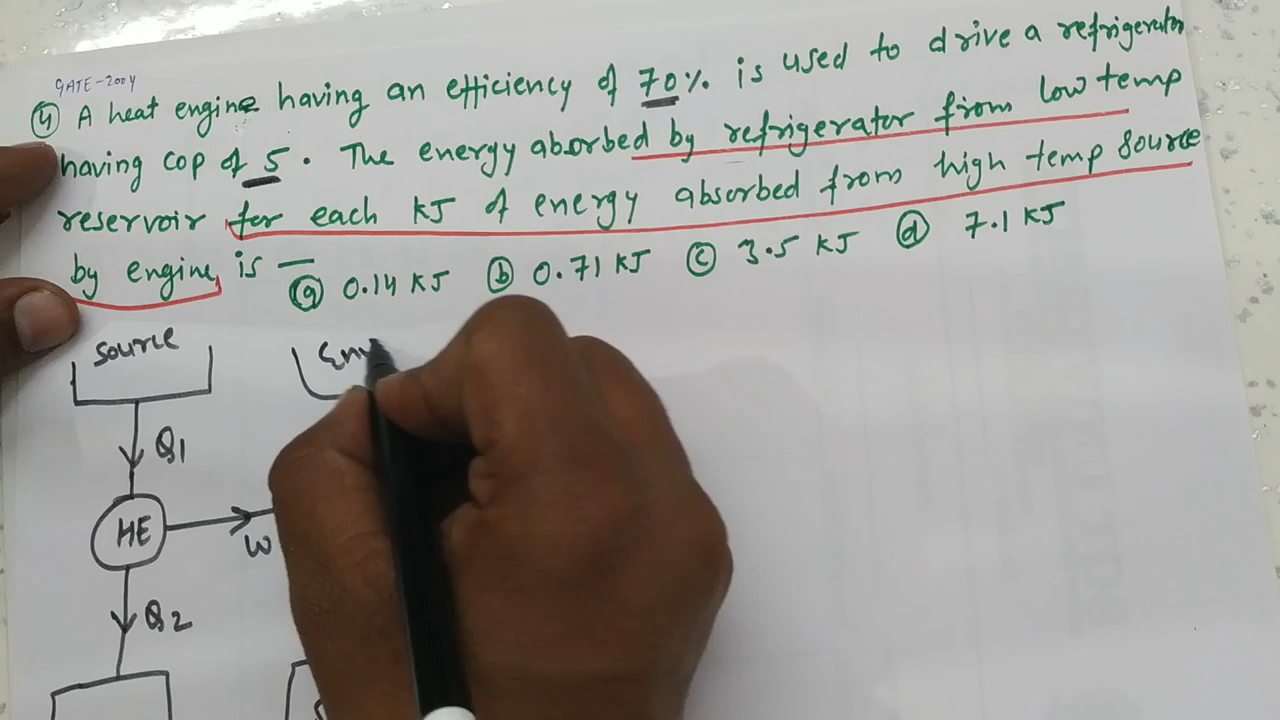 GATE-2004
④ A heat engine having an efficiency of 70% is used to drive a refrigerator
having cop of 5. The energy absorbed by refrigerator from low temp
reservoir for each KJ of energy absorbed from high temp source
by engine is —
ⓐ 0.14 KJ ⓑ 0.71 KJ ⓒ 3.5 KJ ⓓ 7.1 KJ
Source
Env
Q1
HE
W
Q2